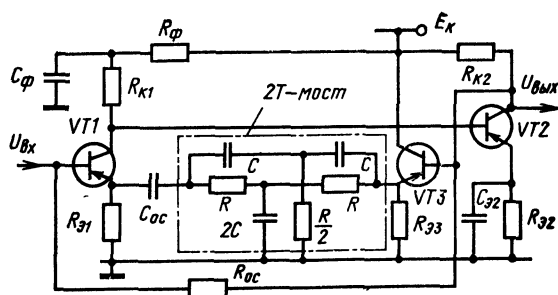 Rф
Eк
Cф
Rк1
Rк2
2T-мост
Uвых
VT1
VT2
Uвх
C
C
VT3
Cэ2
Rэ1
Cос
R
R
2C
R/2
Rэ3
Rэ2
Rос